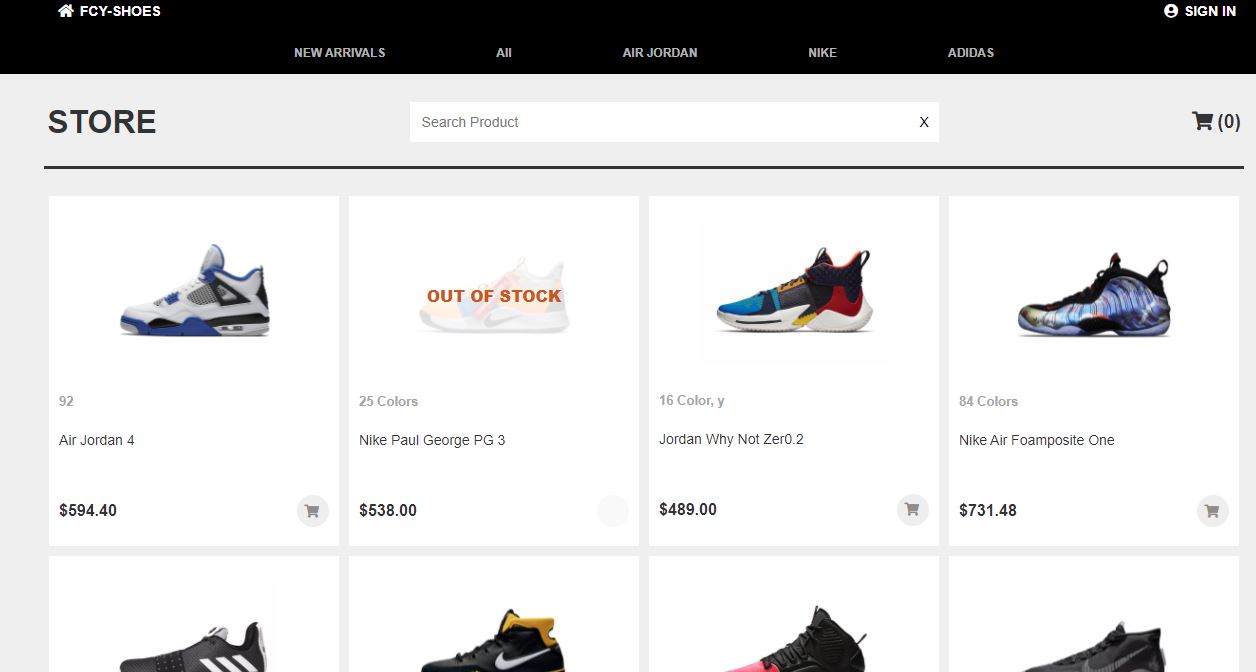 FCY-SHOES
SIGN IN
NEW ARRIVALS
All
AIR JORDAN
NIKE
ADIDAS
STORE
Search Product
X
(0)
OUT OF STOCK
92
25 Colors
16 Color, y
84 Colors
Air Jordan 4
Nike Paul George PG 3
Jordan Why Not Zer0.2
Nike Air Foamposite One
$594.40
$538.00
$489.00
$731.48